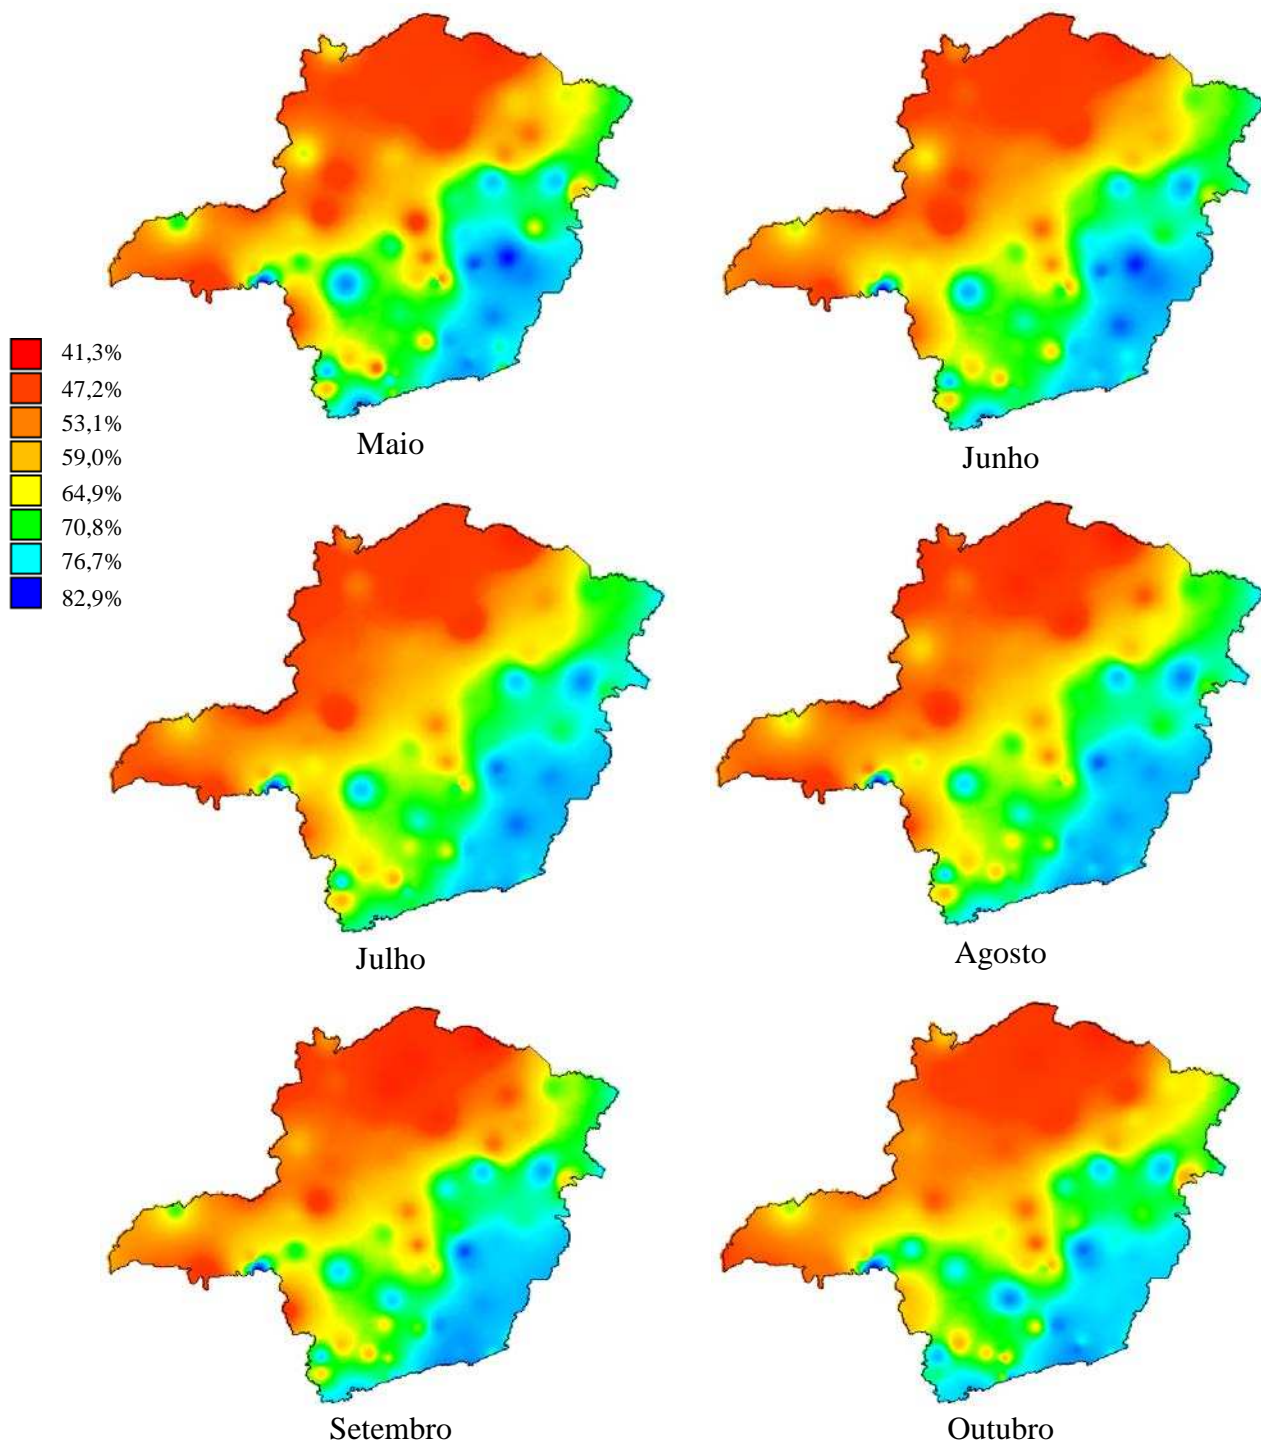 41,3%
47,2%
53,1%
59,0%
64,9%
70,8%
76,7%
82,9%
Maio
Junho
Julho
Agosto
Setembro
Outubro